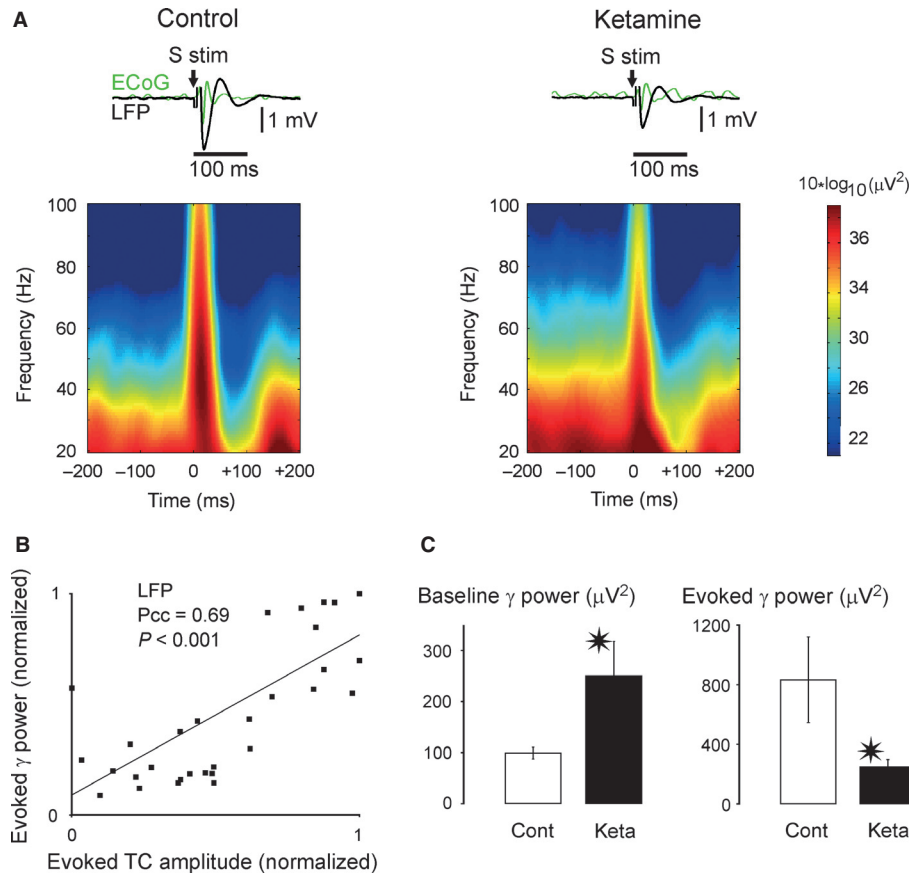 A
Control
Ketamine
S stim
S stim
ECoG
LFP
1 mV
1 mV
100 ms
100 ms
10*log10(μV²)
100
80
60
40
20
Frequency (Hz)
–200 –100 0 +100 +200
Time (ms)
100
80
60
40
20
Frequency (Hz)
–200 –100 0 +100 +200
Time (ms)
36
34
30
26
24
22
B
Evoked γ power (normalized)
1
0
LFP
Pcc = 0.69
P < 0.001
0 1
Evoked TC amplitude (normalized)
C
Baseline γ power (μV²)
300
200
100
0
Cont Keta
Evoked γ power (μV²)
1200
800
400
0
Cont Keta